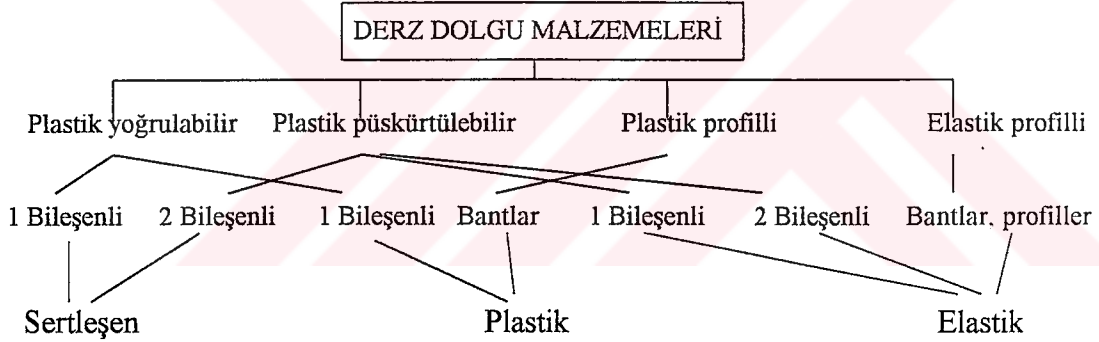 DERZ DOLGU MALZEMELERİ
Plastik yoğrulabilir Plastik püskürtülebilir Plastik profilli Elastik profilli
1 Bileşenli 2 Bileşenli 1 Bileşenli Bantlar 1 Bileşenli 2 Bileşenli Bantlar, profiller
Sertleşen Plastik Elastik